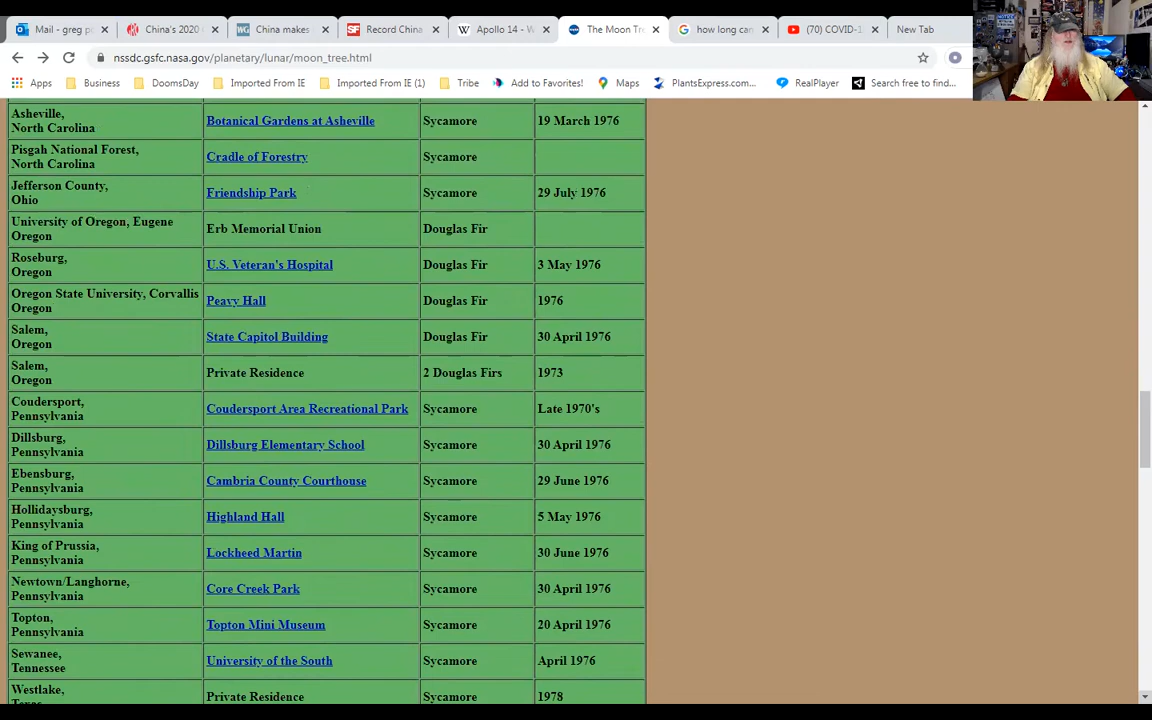 Mail - greg po
China's 2020
China makes
Record China
Apollo 14 - W
The Moon Tre
how long can
(70) COVID-1
New Tab
nssdc.gsfc.nasa.gov/planetary/lunar/moon_tree.html
Apps
Business
DoomsDay
Imported From IE
Imported From IE (1)
Tribe
Add to Favorites!
Maps
PlantsExpress.com...
RealPlayer
Search free to find...
Asheville,
North Carolina
Botanical Gardens at Asheville
Sycamore
19 March 1976
Pisgah National Forest,
North Carolina
Cradle of Forestry
Sycamore
Jefferson County,
Ohio
Friendship Park
Sycamore
29 July 1976
University of Oregon, Eugene
Oregon
Erb Memorial Union
Douglas Fir
Roseburg,
Oregon
U.S. Veteran's Hospital
Douglas Fir
3 May 1976
Oregon State University, Corvallis
Oregon
Peavy Hall
Douglas Fir
1976
Salem,
Oregon
State Capitol Building
Douglas Fir
30 April 1976
Salem,
Oregon
Private Residence
2 Douglas Firs
1973
Coudersport,
Pennsylvania
Coudersport Area Recreational Park
Sycamore
Late 1970's
Dillsburg,
Pennsylvania
Dillsburg Elementary School
Sycamore
30 April 1976
Ebensburg,
Pennsylvania
Cambria County Courthouse
Sycamore
29 June 1976
Hollidaysburg,
Pennsylvania
Highland Hall
Sycamore
5 May 1976
King of Prussia,
Pennsylvania
Lockheed Martin
Sycamore
30 June 1976
Newtown/Langhorne,
Pennsylvania
Core Creek Park
Sycamore
30 April 1976
Topton,
Pennsylvania
Topton Mini Museum
Sycamore
20 April 1976
Sewanee,
Tennessee
University of the South
Sycamore
April 1976
Westlake,
Texas
Private Residence
Sycamore
1978